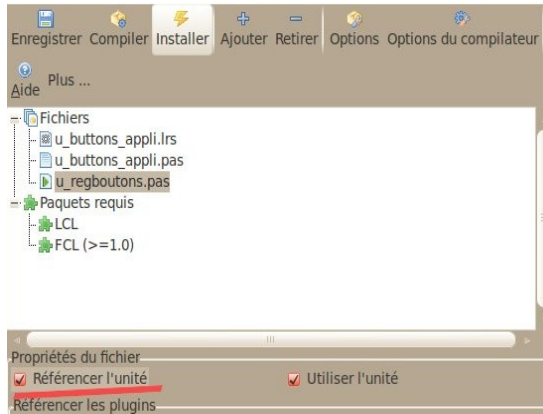 Enregistrer Compiler Installer Ajouter Retirer Options Options du compilateur
Aide Plus ...
Fichiers
u_buttons_appli.lrs
u_buttons_appli.pas
u_regboutons.pas
Paquets requis
LCL
FCL (>=1.0)
Propriétés du fichier
Référencer l'unité Utiliser l'unité
Référencer les plugins